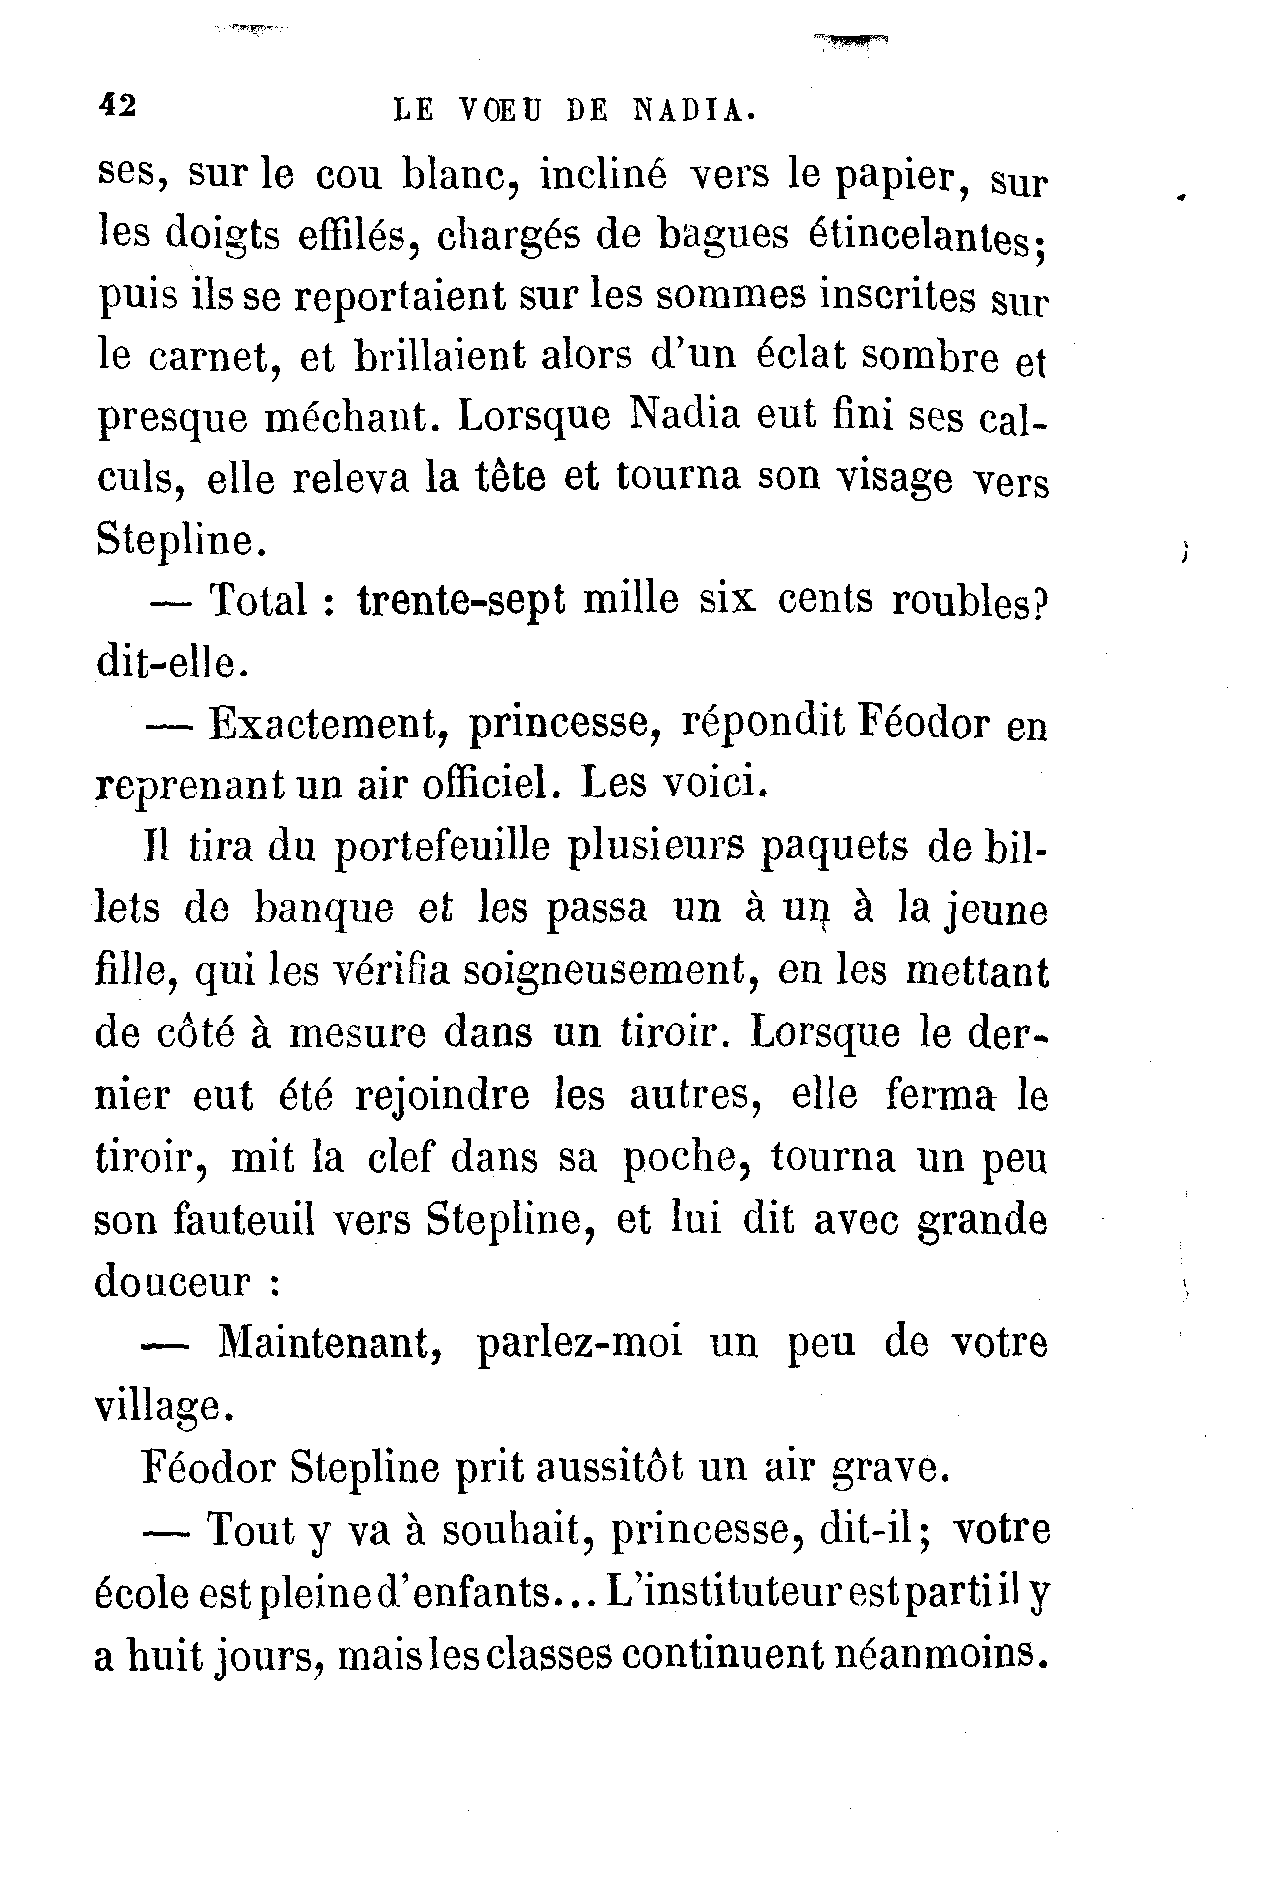 42 LE VŒU DE NADIA.
ses, sur le cou blanc, incliné vers le papier, sur
les doigts effilés, chargés de bagues étincelantes;
puis ils se reportaient sur les sommes inscrites sur
le carnet, et brillaient alors d'un éclat sombre et
presque méchant. Lorsque Nadia eut fini ses cal-
culs, elle releva la tête et tourna son visage vers
Stepline.
— Total : trente-sept mille six cents roubles?
dit-elle.
— Exactement, princesse, répondit Féodor en
reprenant un air officiel. Les voici.
Il tira du portefeuille plusieurs paquets de bil-
lets de banque et les passa un à un à la jeune
fille, qui les vérifia soigneusement, en les mettant
de côté à mesure dans un tiroir. Lorsque le der-
nier eut été rejoindre les autres, elle ferma le
tiroir, mit la clef dans sa poche, tourna un peu
son fauteuil vers Stepline, et lui dit avec grande
douceur :
— Maintenant, parlez-moi un peu de votre
village.
Féodor Stepline prit aussitôt un air grave.
— Tout y va à souhait, princesse, dit-il; votre
école est pleine d'enfants... L'instituteur est parti il y
a huit jours, mais les classes continuent néanmoins.